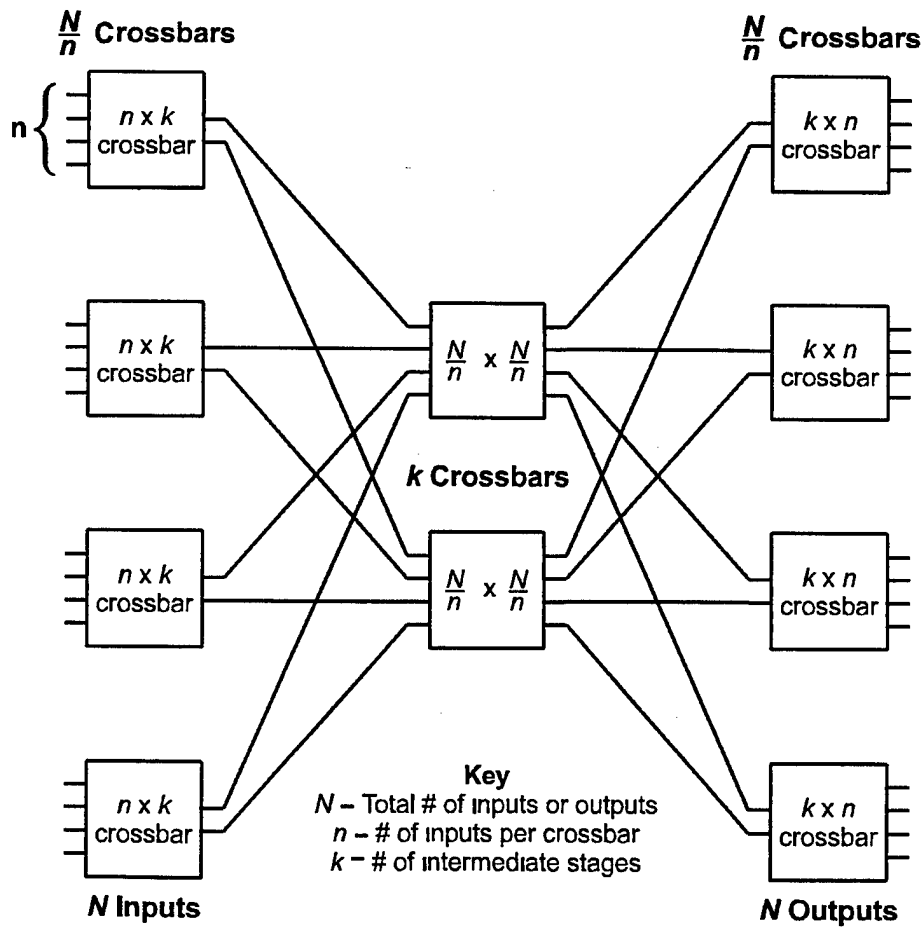 N/n Crossbars
N/n Crossbars
n
n x k
crossbar
k x n
crossbar
n x k
crossbar
N/n x N/n
k x n
crossbar
k Crossbars
n x k
crossbar
N/n x N/n
k x n
crossbar
n x k
crossbar
Key
N – Total # of inputs or outputs
n – # of inputs per crossbar
k – # of intermediate stages
k x n
crossbar
N Inputs
N Outputs